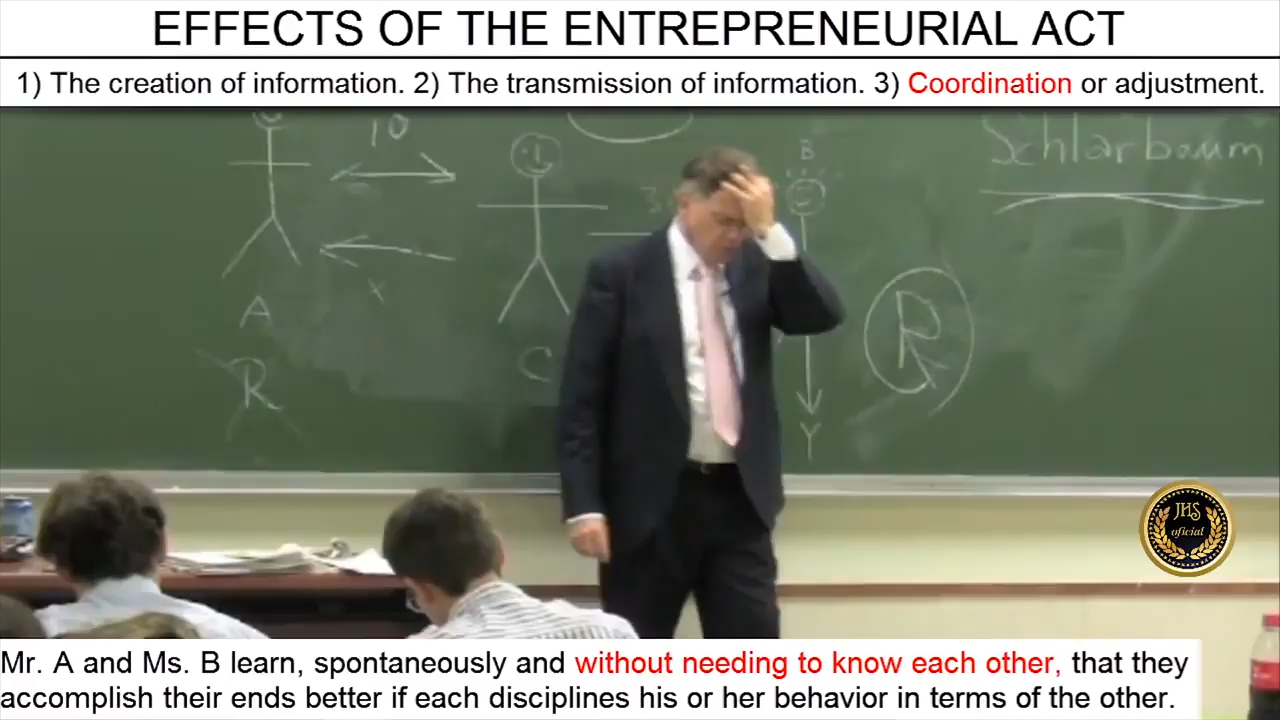 EFFECTS OF THE ENTREPRENEURIAL ACT
1) The creation of information. 2) The transmission of information. 3) Coordination or adjustment.
10
B
Schlarbaum
x
A
C
R
R
Y
JHS
oficial
Mr. A and Ms. B learn, spontaneously and without needing to know each other, that they
accomplish their ends better if each disciplines his or her behavior in terms of the other.